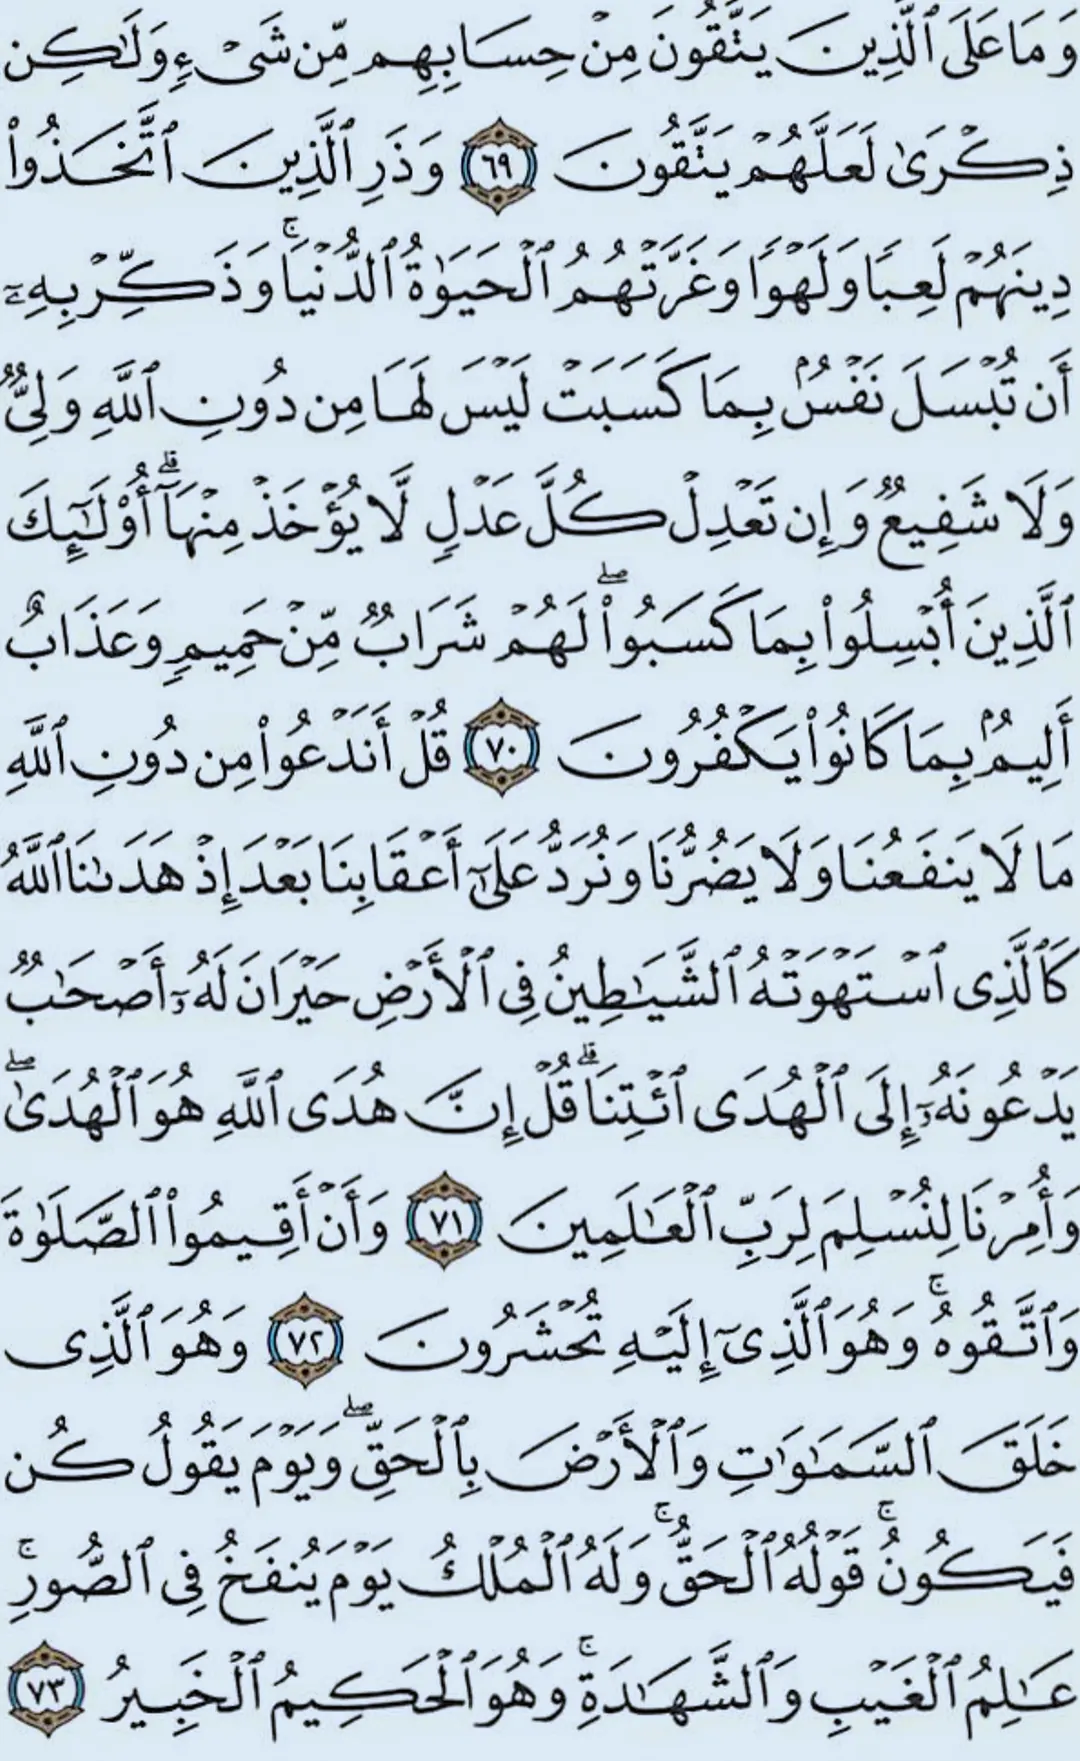 وَمَا عَلَى ٱلَّذِينَ يَتَّقُونَ مِنْ حِسَابِهِم مِّن شَىْءٍ وَلَـٰكِن
ذِكْرَىٰ لَعَلَّهُمْ يَتَّقُونَ ٦٩ وَذَرِ ٱلَّذِينَ ٱتَّخَذُوا۟
دِينَهُمْ لَعِبًا وَلَهْوًا وَغَرَّتْهُمُ ٱلْحَيَوٰةُ ٱلدُّنْيَا ۚ وَذَكِّرْ بِهِۦٓ
أَن تُبْسَلَ نَفْسٌۢ بِمَا كَسَبَتْ لَيْسَ لَهَا مِن دُونِ ٱللَّهِ وَلِىٌّ
وَلَا شَفِيعٌ وَإِن تَعْدِلْ كُلَّ عَدْلٍ لَّا يُؤْخَذْ مِنْهَآ ۗ أُو۟لَـٰٓئِكَ
ٱلَّذِينَ أُبْسِلُوا۟ بِمَا كَسَبُوا۟ ۖ لَهُمْ شَرَابٌ مِّنْ حَمِيمٍ وَعَذَابٌ
أَلِيمٌۢ بِمَا كَانُوا۟ يَكْفُرُونَ ٧٠ قُلْ أَنَدْعُوا۟ مِن دُونِ ٱللَّهِ
مَا لَا يَنفَعُنَا وَلَا يَضُرُّنَا وَنُرَدُّ عَلَىٰٓ أَعْقَابِنَا بَعْدَ إِذْ هَدَىٰنَا ٱللَّهُ
كَٱلَّذِى ٱسْتَهْوَتْهُ ٱلشَّيَـٰطِينُ فِى ٱلْأَرْضِ حَيْرَانَ لَهُۥٓ أَصْحَـٰبٌ
يَدْعُونَهُۥٓ إِلَى ٱلْهُدَى ٱئْتِنَا ۗ قُلْ إِنَّ هُدَى ٱللَّهِ هُوَ ٱلْهُدَىٰ ۖ
وَأُمِرْنَا لِنُسْلِمَ لِرَبِّ ٱلْعَـٰلَمِينَ ٧١ وَأَنْ أَقِيمُوا۟ ٱلصَّلَوٰةَ
وَٱتَّقُوهُ ۚ وَهُوَ ٱلَّذِىٓ إِلَيْهِ تُحْشَرُونَ ٧٢ وَهُوَ ٱلَّذِى
خَلَقَ ٱلسَّمَـٰوَٰتِ وَٱلْأَرْضَ بِٱلْحَقِّ ۖ وَيَوْمَ يَقُولُ كُن
فَيَكُونُ ۚ قَوْلُهُ ٱلْحَقُّ ۚ وَلَهُ ٱلْمُلْكُ يَوْمَ يُنفَخُ فِى ٱلصُّورِ ۚ
عَـٰلِمُ ٱلْغَيْبِ وَٱلشَّهَـٰدَةِ ۚ وَهُوَ ٱلْحَكِيمُ ٱلْخَبِيرُ ٧٣